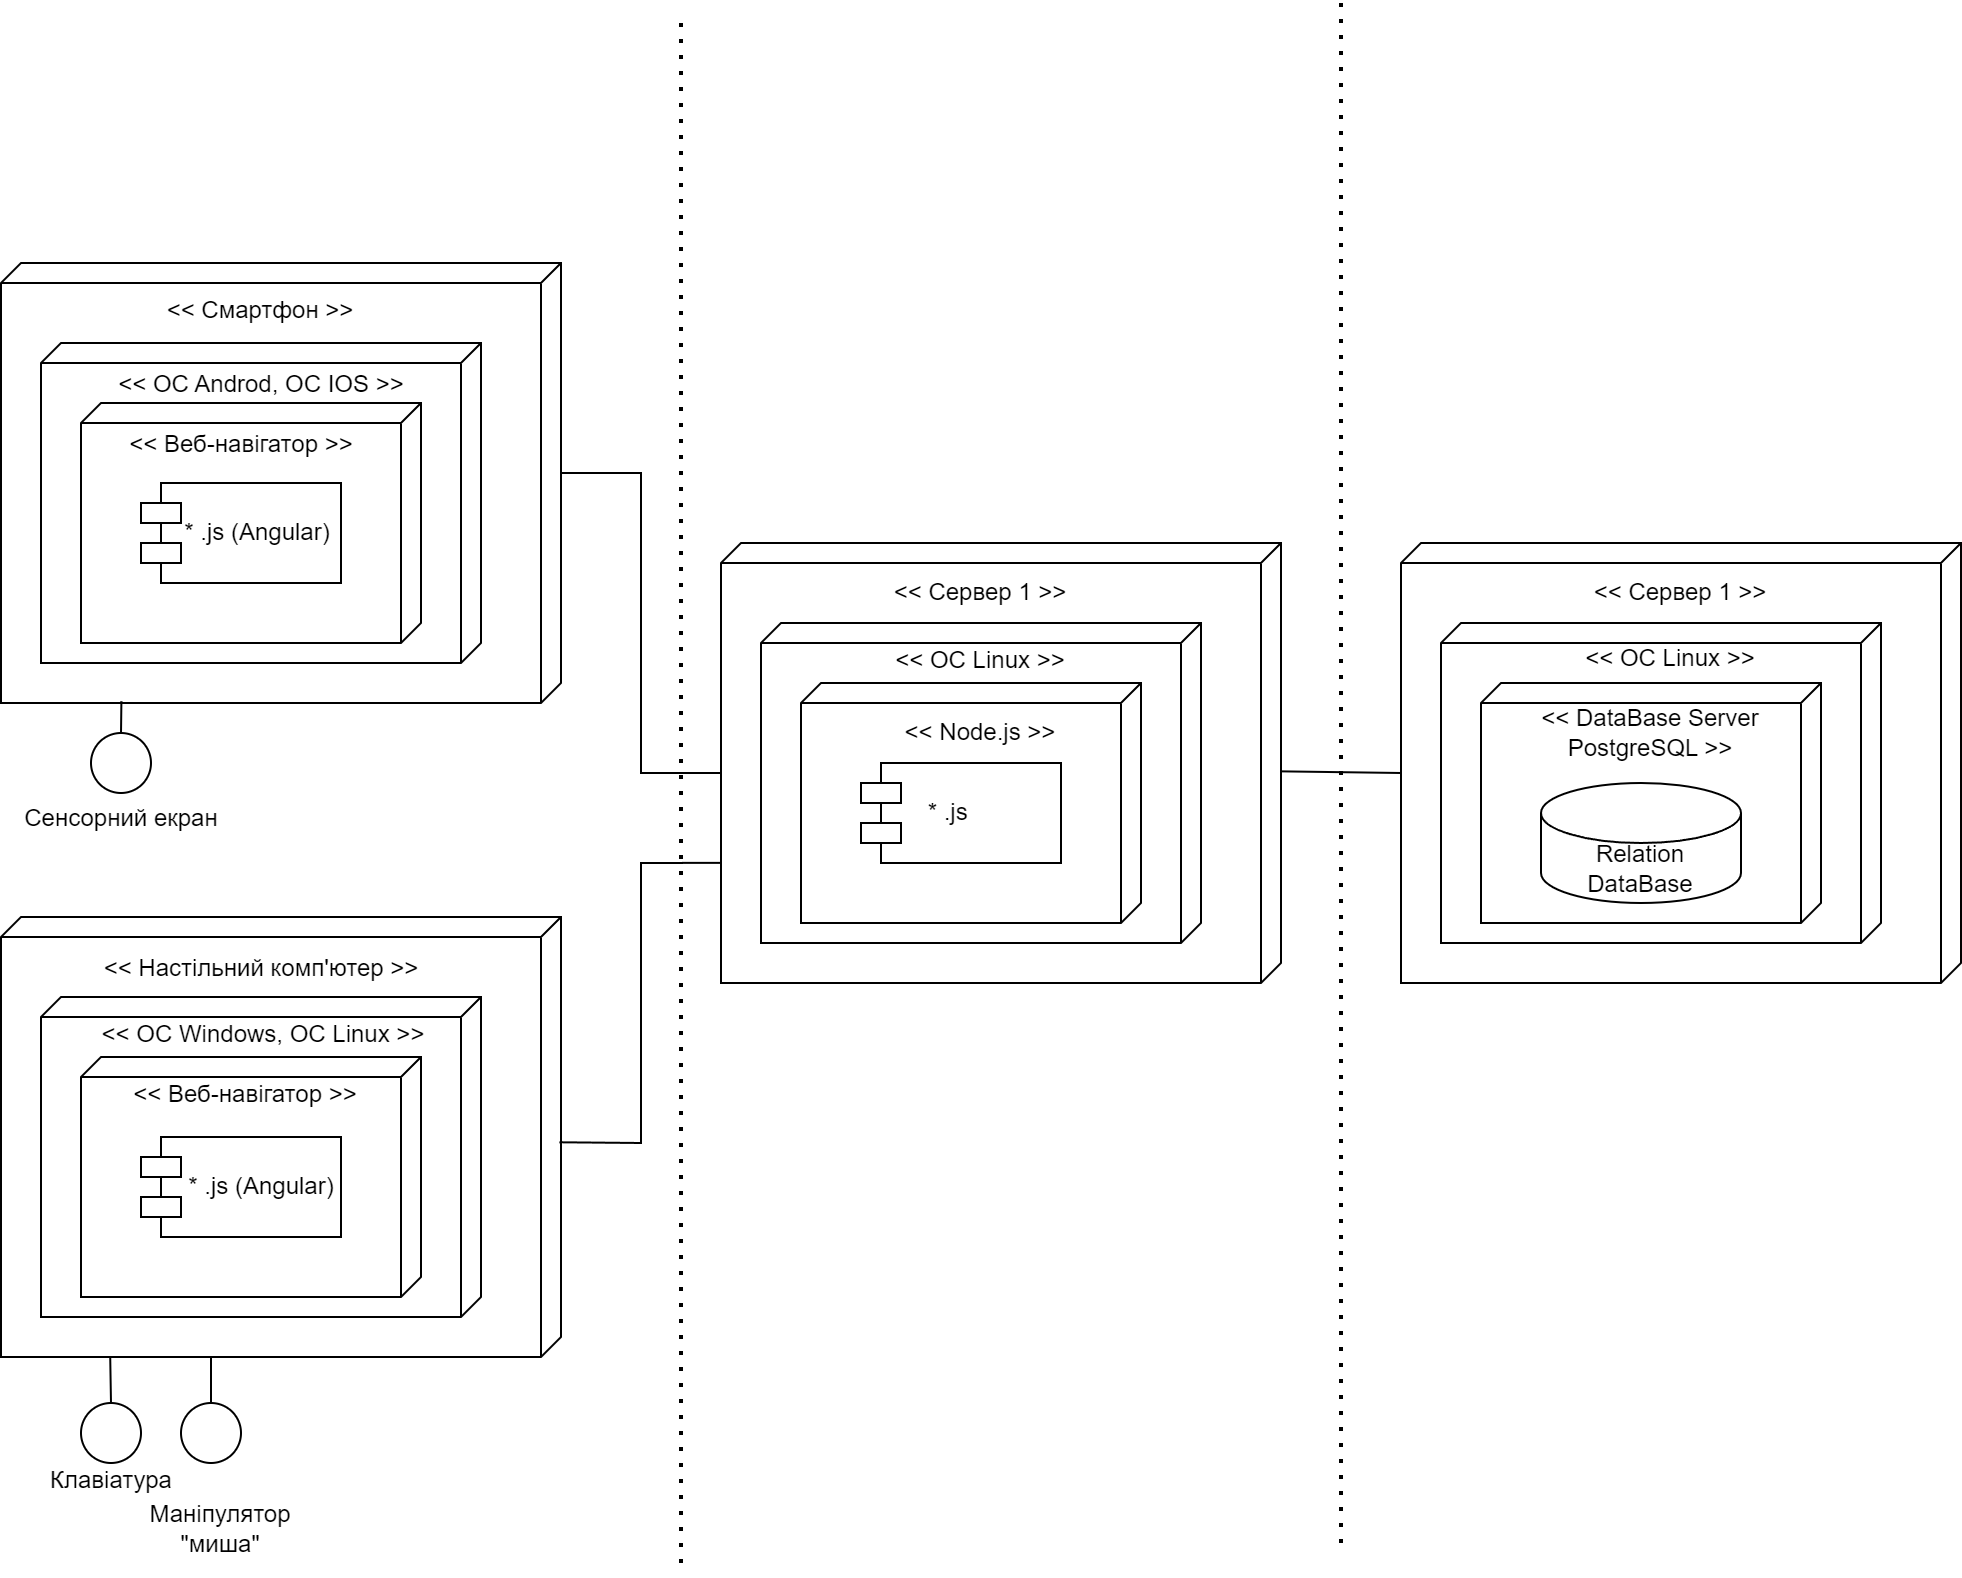 << Смартфон >>
<< ОС Androd, ОС IOS >>
<< Веб-навігатор >>
* .js (Angular)
Сенсорний екран
<< Настільний комп'ютер >>
<< ОС Windows, ОС Linux >>
<< Веб-навігатор >>
* .js (Angular)
Клавіатура
Маніпулятор
"миша"
<< Сервер 1 >>
<< ОС Linux >>
<< Node.js >>
* .js
<< Сервер 1 >>
<< ОС Linux >>
<< DataBase Server
PostgreSQL >>
Relation
DataBase